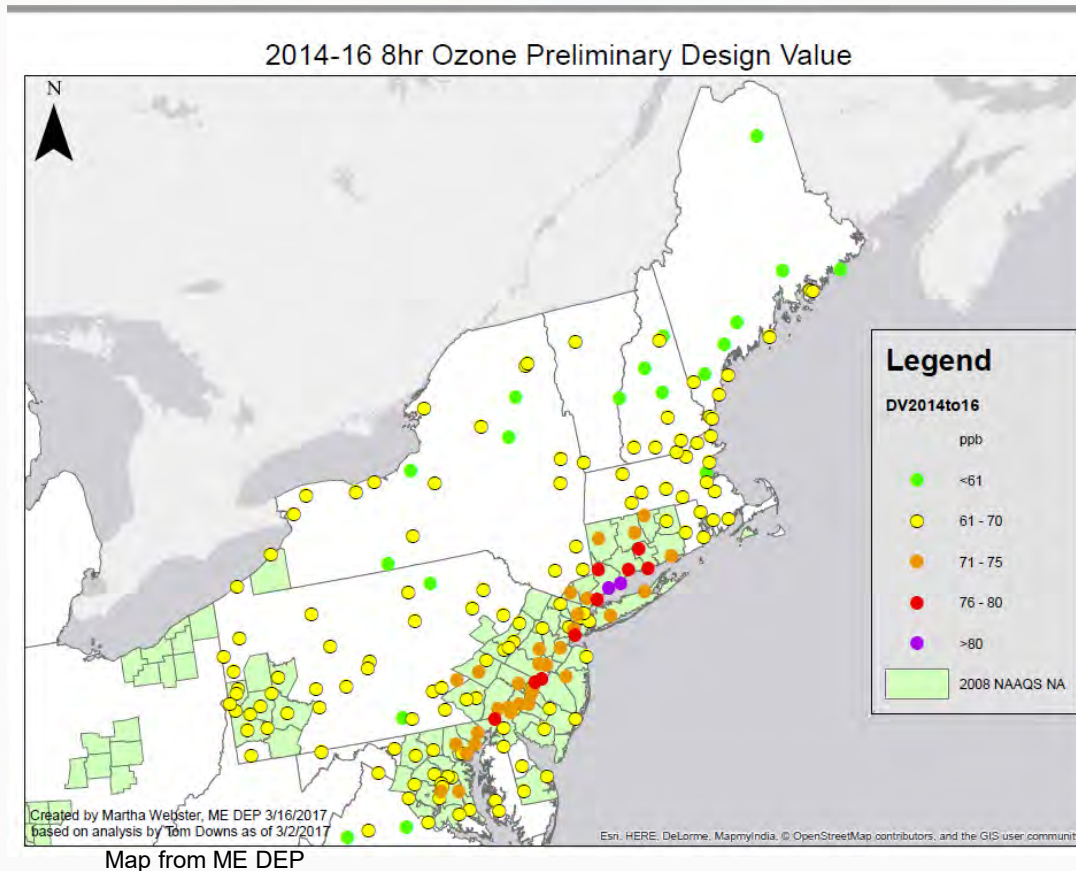 2014-16 8hr Ozone Preliminary Design Value
N
Legend
DV2014to16
ppb
<61
61 - 70
71 - 75
76 - 80
>80
2008 NAAQS NA
Created by Martha Webster, ME DEP 3/16/2017
based on analysis by Tom Downs as of 3/2/2017
Esri, HERE, DeLorme, MapmyIndia, © OpenStreetMap contributors, and the GIS user communit
Map from ME DEP